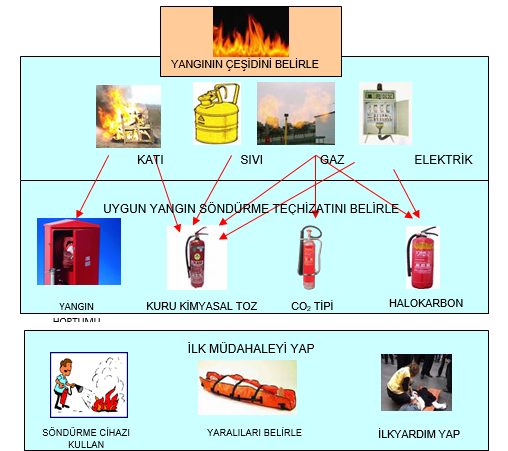 YANGININ ÇEŞİDİNİ BELİRLE
KATI SIVI GAZ ELEKTRİK
UYGUN YANGIN SÖNDÜRME TEÇHİZATINI BELİRLE
YANGIN KURU KİMYASAL TOZ CO₂ TİPİ HALOKARBON
HORTUMU
İLK MÜDAHALEYİ YAP
SÖNDÜRME CİHAZI YARALILARI BELİRLE İLKYARDIM YAP
KULLAN